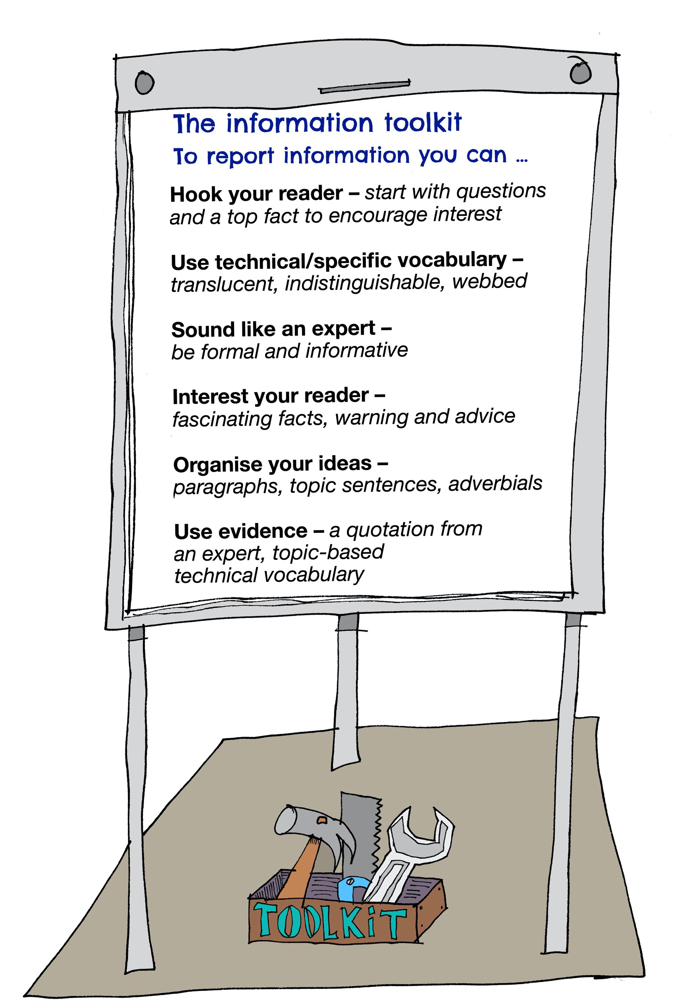 The information toolkit
To report information you can ...
Hook your reader – start with questions
and a top fact to encourage interest
Use technical/specific vocabulary –
translucent, indistinguishable, webbed
Sound like an expert –
be formal and informative
Interest your reader –
fascinating facts, warning and advice
Organise your ideas –
paragraphs, topic sentences, adverbials
Use evidence – a quotation from
an expert, topic-based
technical vocabulary
TOOLKiT